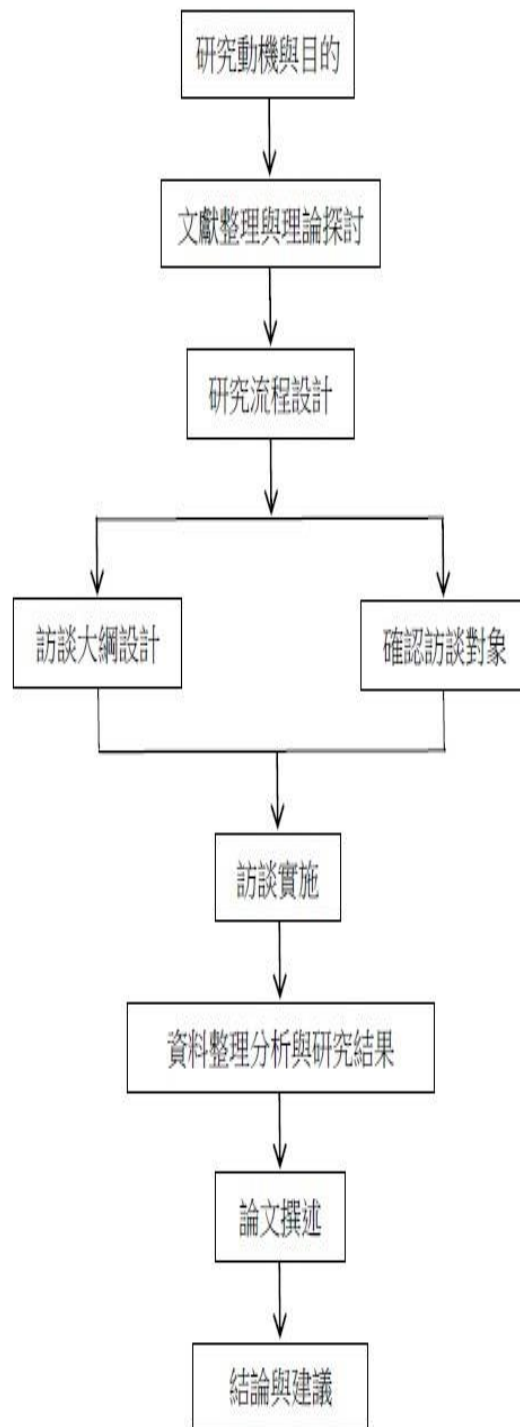 研究動機與目的
文獻整理與理論探討
研究流程設計
訪談大綱設計
確認訪談對象
訪談實施
資料整理分析與研究結果
論文撰述
結論與建議